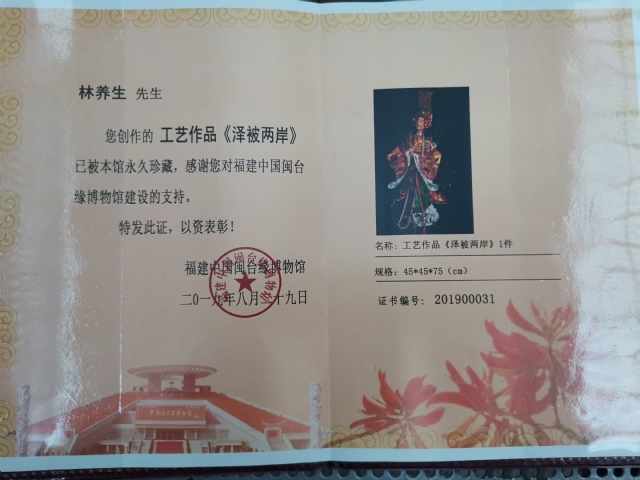 林养生 先生
您创作的 工艺作品《泽被两岸》
已被本馆永久珍藏，感谢您对福建中国闽台
缘博物馆建设的支持。
特发此证，以资表彰！
福建中国闽台缘博物馆
二〇一九年八月二十九日
名称：工艺作品《泽被两岸》1件
规格：45*45*75（cm）
证书编号：201900031